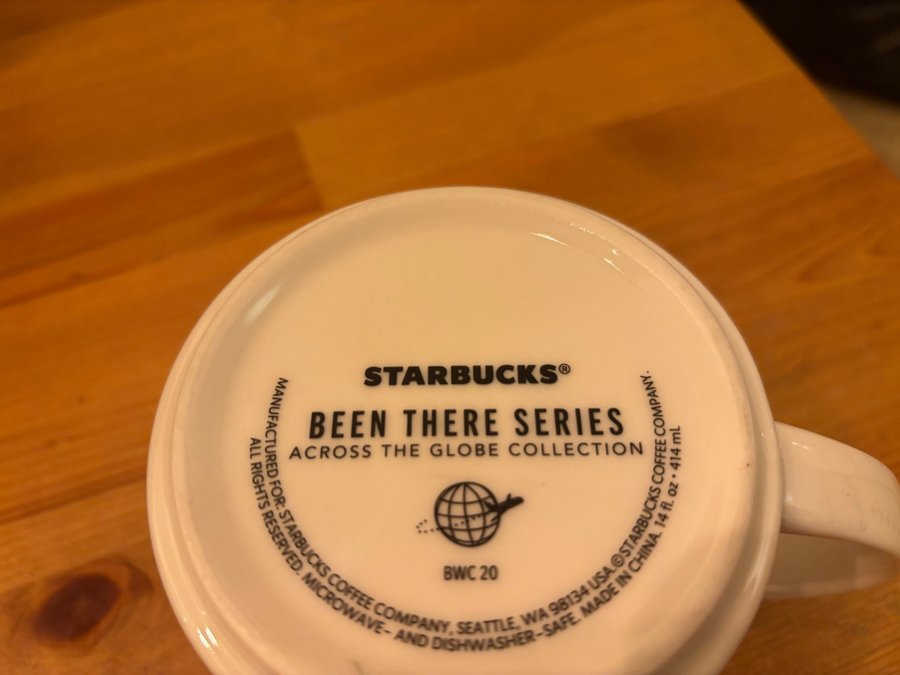 STARBUCKS®
BEEN THERE SERIES
ACROSS THE GLOBE COLLECTION
BWC 20
MANUFACTURED FOR: STARBUCKS COFFEE COMPANY, SEATTLE, WA 98134 USA.©STARBUCKS COFFEE COMPANY.
ALL RIGHTS RESERVED. MICROWAVE- AND DISHWASHER-SAFE. MADE IN CHINA. 14 fl. oz • 414 mL